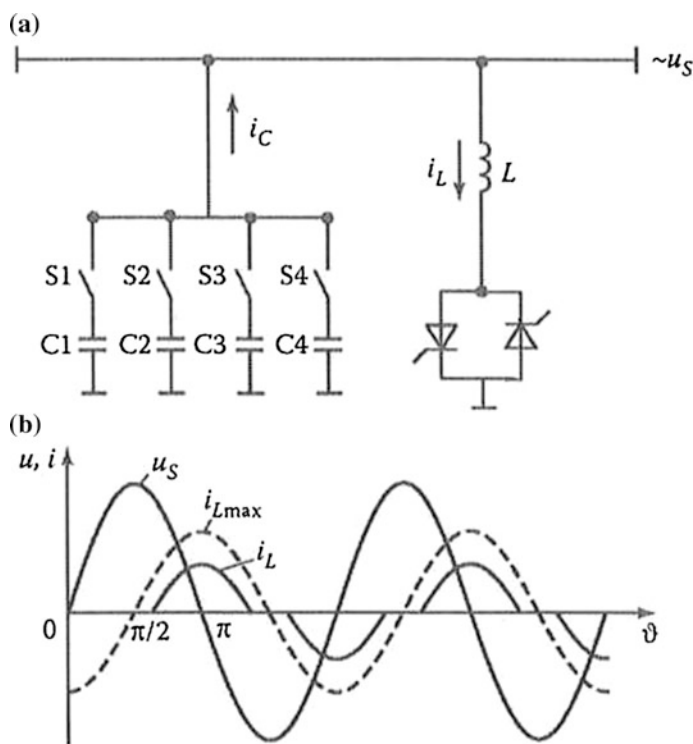 (a)
~u_S
i_C
i_L L
S1 S2 S3 S4
C1 C2 C3 C4
(b)
u, i
u_S
i_Lmax
i_L
0 π/2 π ϑ